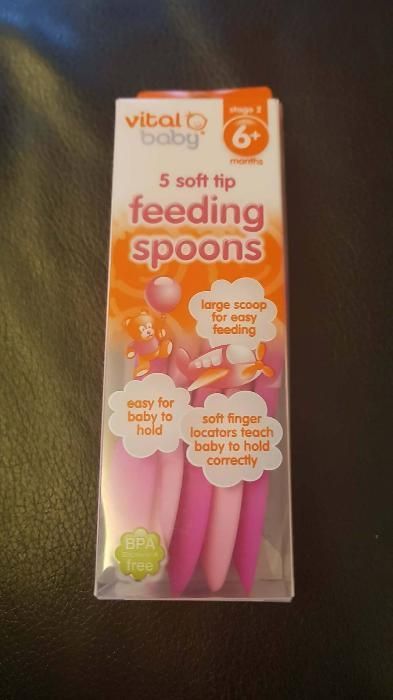 vital
baby
stage 2
6+
months
5 soft tip
feeding
spoons
large scoop
for easy
feeding
easy for
baby to
hold
soft finger
locators teach
baby to hold
correctly
BPA
free